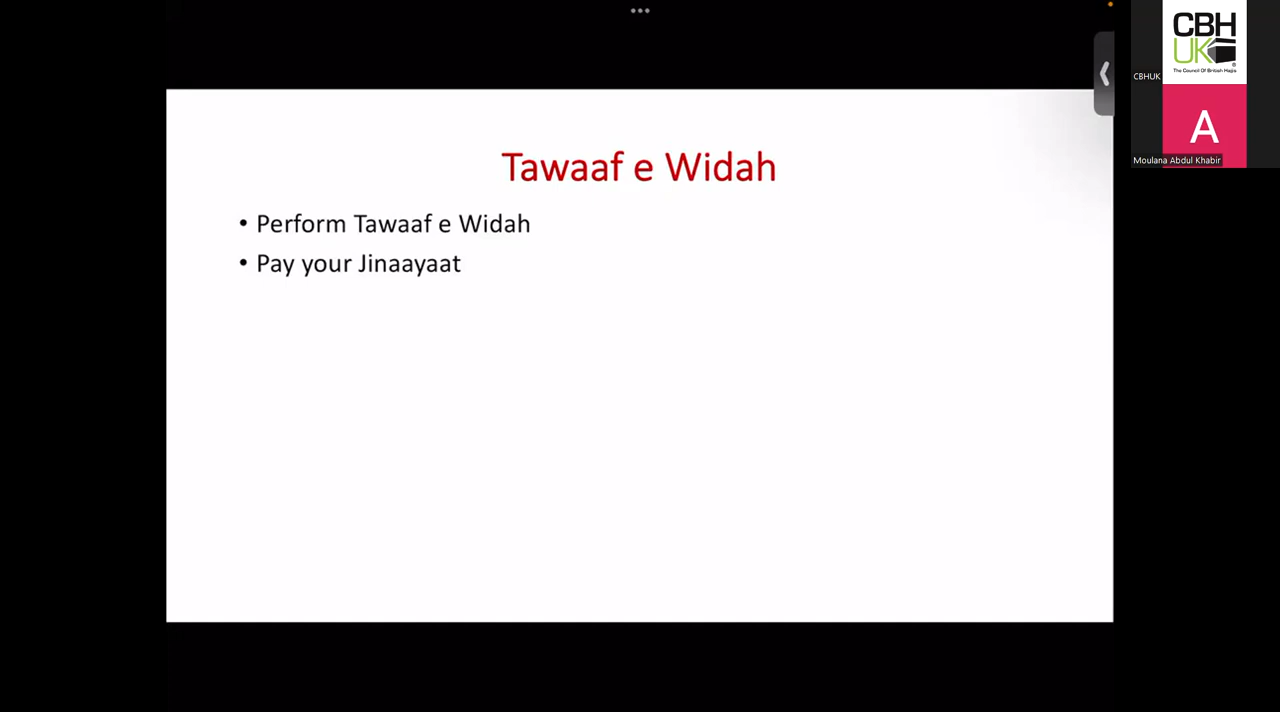 Tawaaf e Widah
• Perform Tawaaf e Widah
• Pay your Jinaayaat
CBH
UK
The Council Of British Hajjis
CBHUK
A
Moulana Abdul Khabir